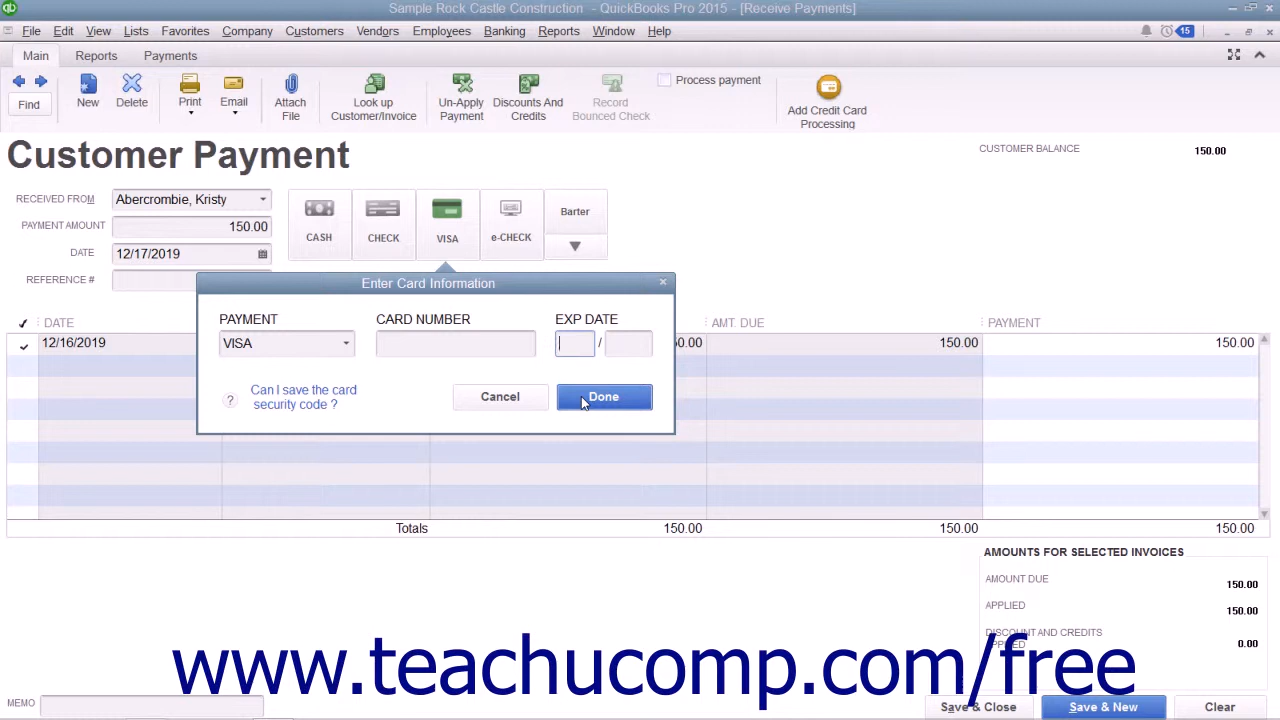 Sample Rock Castle Construction - QuickBooks Pro 2015 - [Receive Payments]
File Edit View Lists Favorites Company Customers Vendors Employees Banking Reports Window Help
15
Main Reports Payments
Find
New
Delete
Print
Email
Attach
File
Look up
Customer/Invoice
Un-Apply
Payment
Discounts And
Credits
Record
Bounced Check
Process payment
Add Credit Card
Processing
Customer Payment
CUSTOMER BALANCE 150.00
RECEIVED FROM Abercrombie, Kristy
PAYMENT AMOUNT 150.00
DATE 12/17/2019
REFERENCE #
CASH
CHECK
VISA
e-CHECK
Barter
Enter Card Information
PAYMENT CARD NUMBER EXP DATE
VISA /
? Can I save the card
security code ?
Cancel Done
DATE AMT. DUE PAYMENT
12/16/2019 0.00 150.00 150.00
Totals 150.00 150.00 150.00
AMOUNTS FOR SELECTED INVOICES
AMOUNT DUE 150.00
APPLIED 150.00
DISCOUNT AND CREDITS
APPLIED 0.00
www.teachucomp.com/free
MEMO
Save & Close Save & New Clear